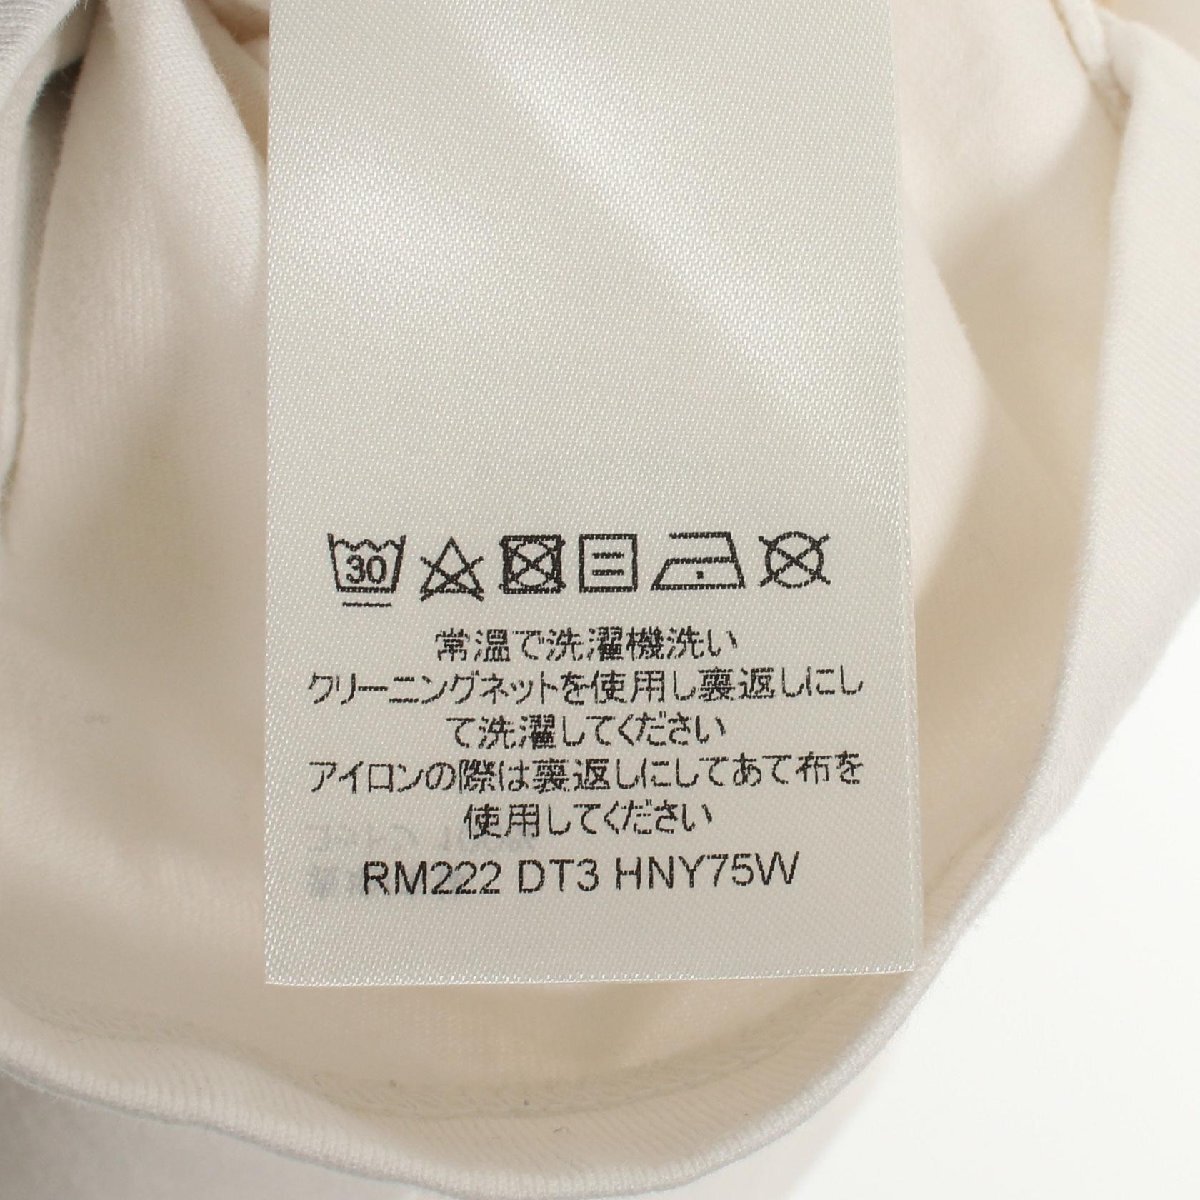 30
常温で洗濯機洗い
クリーニングネットを使用し裏返しにし
て洗濯してください
アイロンの際は裏返しにしてあて布を
使用してください
RM222 DT3 HNY75W